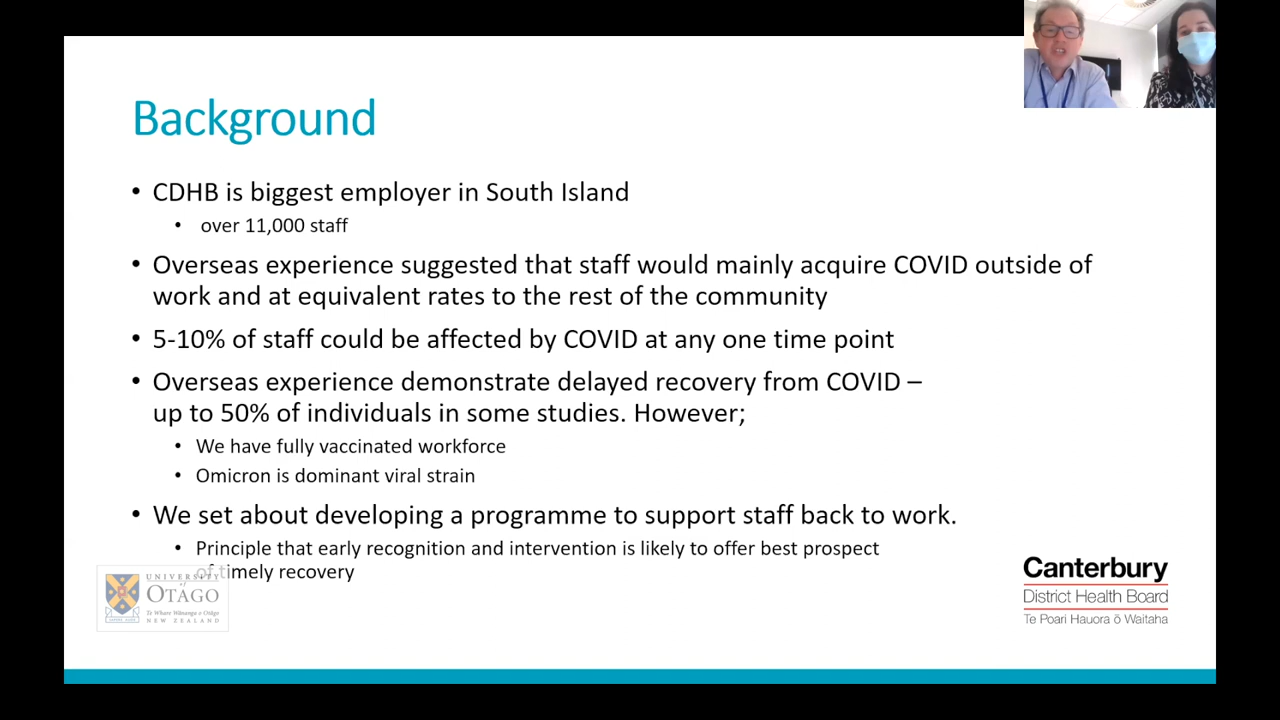 Background
• CDHB is biggest employer in South Island
• over 11,000 staff
• Overseas experience suggested that staff would mainly acquire COVID outside of
work and at equivalent rates to the rest of the community
• 5-10% of staff could be affected by COVID at any one time point
• Overseas experience demonstrate delayed recovery from COVID –
up to 50% of individuals in some studies. However;
• We have fully vaccinated workforce
• Omicron is dominant viral strain
• We set about developing a programme to support staff back to work.
• Principle that early recognition and intervention is likely to offer best prospect
of timely recovery
UNIVERSITY
of
OTAGO
Te Whare Wānanga o Otāgo
NEW ZEALAND
Canterbury
District Health Board
Te Poari Hauora ō Waitaha